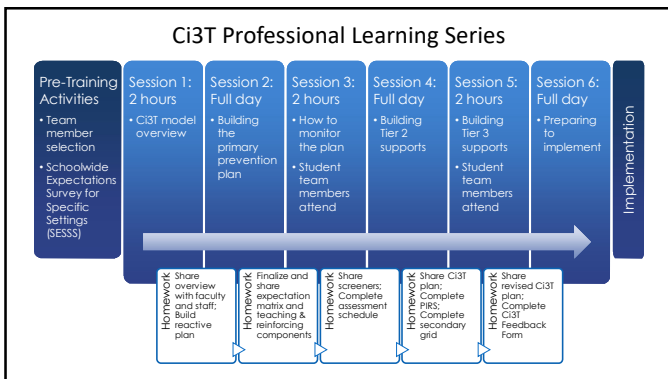 Ci3T Professional Learning Series
Pre-Training
Activities
• Team
member
selection
• Schoolwide
Expectations
Survey for
Specific
Settings
(SESSS)
Session 1:
2 hours
• Ci3T model
overview
Session 2:
Full day
• Building
the
primary
prevention
plan
Session 3:
2 hours
• How to
monitor
the plan
• Student
team
members
attend
Session 4:
Full day
• Building
Tier 2
supports
Session 5:
2 hours
• Building
Tier 3
supports
• Student
team
members
attend
Session 6:
Full day
• Preparing
to
implement
Implementation
Homework
Share
overview
with faculty
and staff;
Build
reactive
plan
Homework
Finalize and
share
expectation
matrix and
teaching &
reinforcing
components
Homework
Share
screeners;
Complete
assessment
schedule
Homework
Share Ci3T
plan;
Complete
PIRS;
Complete
secondary
grid
Homework
Share
revised Ci3T
plan;
Complete
Ci3T
Feedback
Form